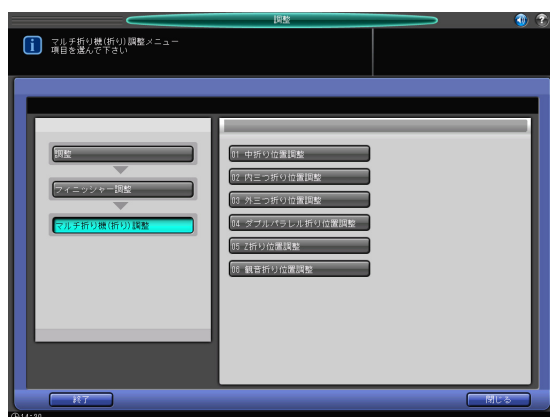 調整
マルチ折り機(折り)調整メニュー
項目を選んで下さい
調整
フィニッシャー調整
マルチ折り機(折り)調整
01 中折り位置調整
02 内三つ折り位置調整
03 外三つ折り位置調整
04 ダブルパラレル折り位置調整
05 Z折り位置調整
06 観音折り位置調整
終了
閉じる
14:20